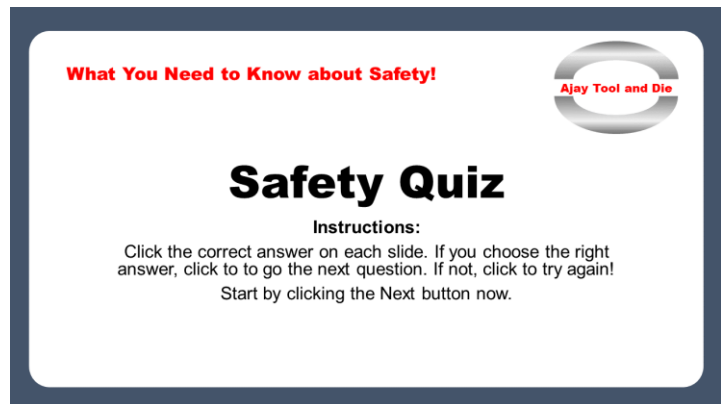 What You Need to Know about Safety!
Ajay Tool and Die
Safety Quiz
Instructions:
Click the correct answer on each slide. If you choose the right
answer, click to to go the next question. If not, click to try again!
Start by clicking the Next button now.